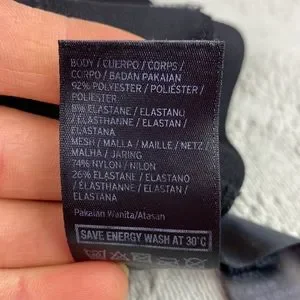 BODY / CUERPO / CORPS /
CORPO / BADAN PAKAIAN
92% POLYESTER / POLIÉSTER /
POLIESTER
8% ELASTANE / ELASTANO
/ ELASTHANNE / ELASTAN /
ELASTANA
MESH / MALLA / MAILLE / NETZ /
MALHA / JARING
74% NYLON / NILON
26% ELASTANE / ELASTANO
/ ÉLASTHANNE / ELASTAN /
ELASTANA
Pakaian Wanita/Atasan
SAVE ENERGY WASH AT 30°C